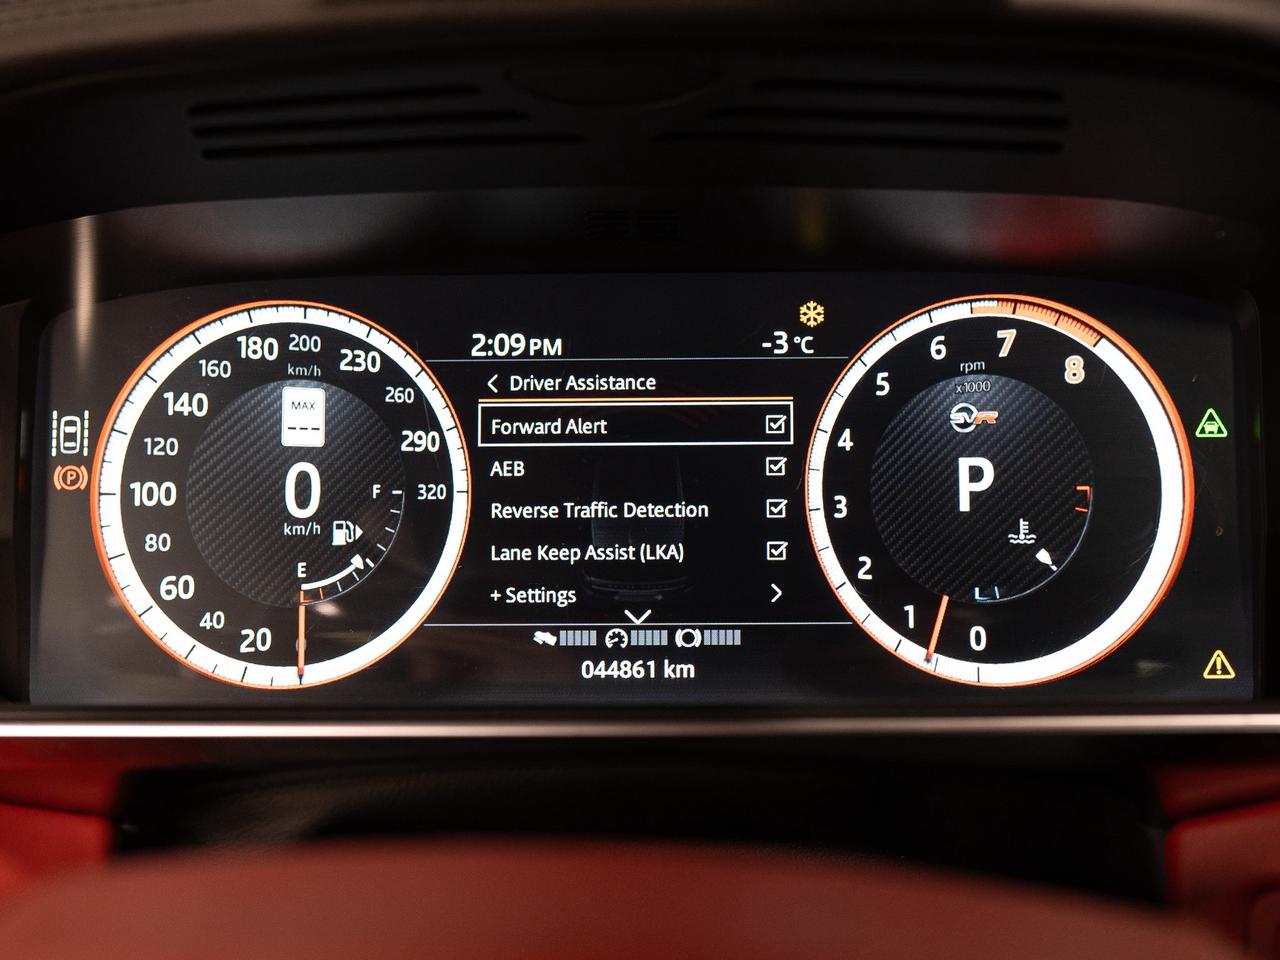 2:09 PM
-3 °C
Driver Assistance
Forward Alert
AEB
Reverse Traffic Detection
Lane Keep Assist (LKA)
+ Settings
044861 km
20
40
60
80
100
120
140
160
180
200
230
260
290
320
km/h
MAX
---
0
km/h
F
E
P
0
1
2
3
4
5
6
7
8
rpm
x1000
SVR
P